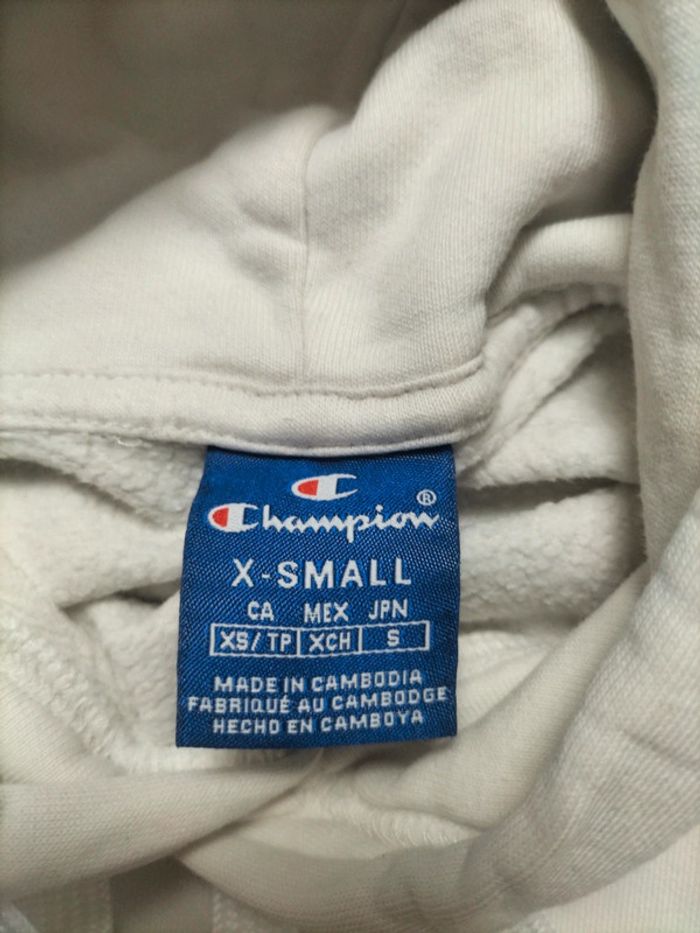 Champion®
X-SMALL
CA MEX JPN
XS/TP XCH S
MADE IN CAMBODIA
FABRIQUÉ AU CAMBODGE
HECHO EN CAMBOYA